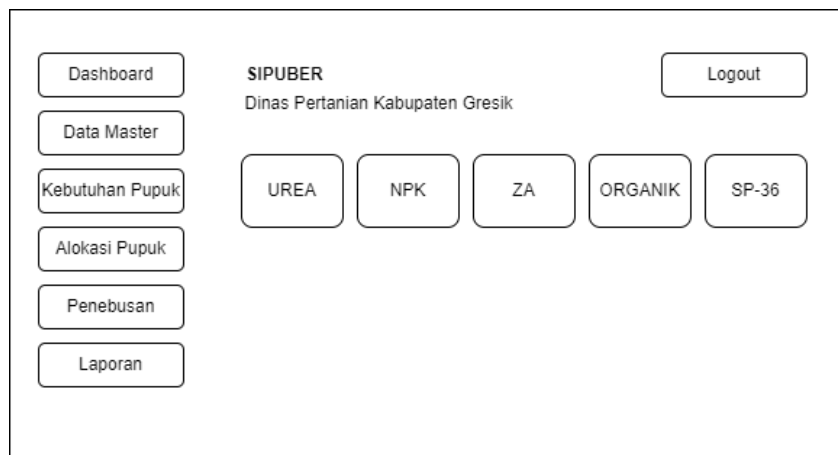 Dashboard
Data Master
Kebutuhan Pupuk
Alokasi Pupuk
Penebusan
Laporan
SIPUBER
Dinas Pertanian Kabupaten Gresik
Logout
UREA
NPK
ZA
ORGANIK
SP-36